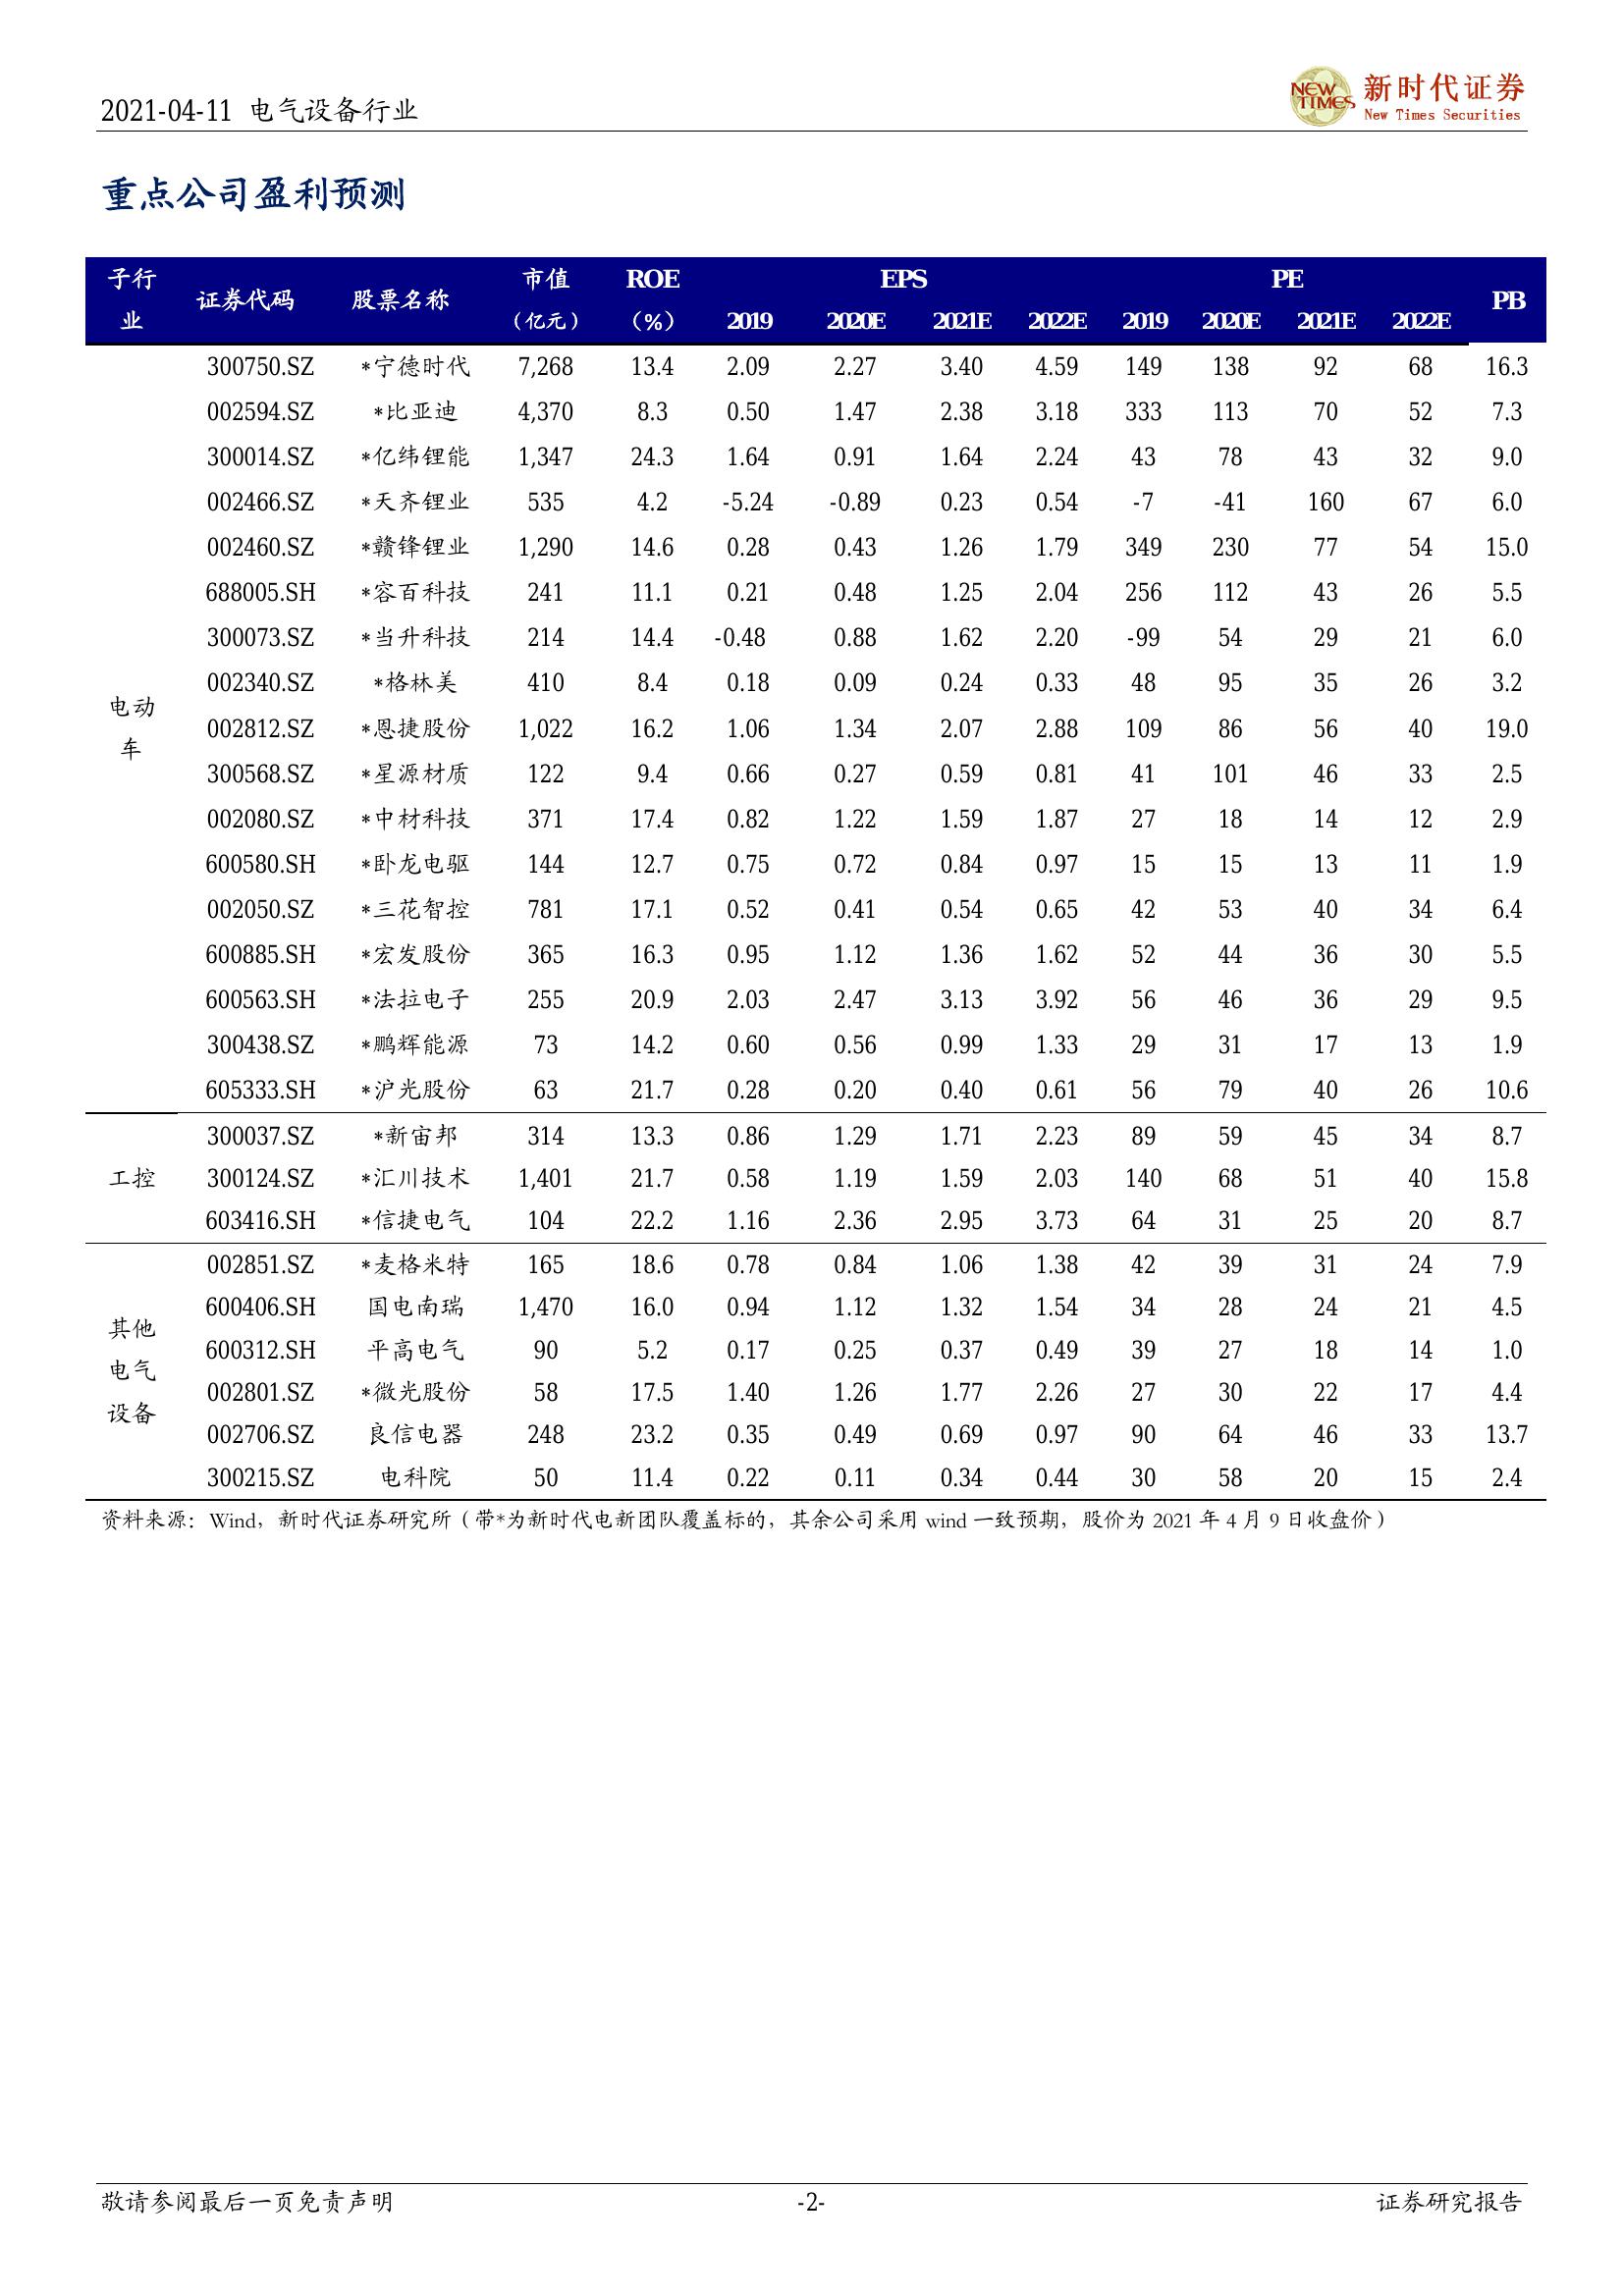 2021-04-11 电气设备行业
NEW TIMES 新时代证券
New Times Securities
重点公司盈利预测
子行业 证券代码 股票名称 市值（亿元） ROE（%） EPS PE PB
2019 2020E 2021E 2022E 2019 2020E 2021E 2022E
电动车
300750.SZ *宁德时代 7,268 13.4 2.09 2.27 3.40 4.59 149 138 92 68 16.3
002594.SZ *比亚迪 4,370 8.3 0.50 1.47 2.38 3.18 333 113 70 52 7.3
300014.SZ *亿纬锂能 1,347 24.3 1.64 0.91 1.64 2.24 43 78 43 32 9.0
002466.SZ *天齐锂业 535 4.2 -5.24 -0.89 0.23 0.54 -7 -41 160 67 6.0
002460.SZ *赣锋锂业 1,290 14.6 0.28 0.43 1.26 1.79 349 230 77 54 15.0
688005.SH *容百科技 241 11.1 0.21 0.48 1.25 2.04 256 112 43 26 5.5
300073.SZ *当升科技 214 14.4 -0.48 0.88 1.62 2.20 -99 54 29 21 6.0
002340.SZ *格林美 410 8.4 0.18 0.09 0.24 0.33 48 95 35 26 3.2
002812.SZ *恩捷股份 1,022 16.2 1.06 1.34 2.07 2.88 109 86 56 40 19.0
300568.SZ *星源材质 122 9.4 0.66 0.27 0.59 0.81 41 101 46 33 2.5
002080.SZ *中材科技 371 17.4 0.82 1.22 1.59 1.87 27 18 14 12 2.9
600580.SH *卧龙电驱 144 12.7 0.75 0.72 0.84 0.97 15 15 13 11 1.9
002050.SZ *三花智控 781 17.1 0.52 0.41 0.54 0.65 42 53 40 34 6.4
600885.SH *宏发股份 365 16.3 0.95 1.12 1.36 1.62 52 44 36 30 5.5
600563.SH *法拉电子 255 20.9 2.03 2.47 3.13 3.92 56 46 36 29 9.5
300438.SZ *鹏辉能源 73 14.2 0.60 0.56 0.99 1.33 29 31 17 13 1.9
605333.SH *沪光股份 63 21.7 0.28 0.20 0.40 0.61 56 79 40 26 10.6
工控
300037.SZ *新宙邦 314 13.3 0.86 1.29 1.71 2.23 89 59 45 34 8.7
300124.SZ *汇川技术 1,401 21.7 0.58 1.19 1.59 2.03 140 68 51 40 15.8
603416.SH *信捷电气 104 22.2 1.16 2.36 2.95 3.73 64 31 25 20 8.7
其他电气设备
002851.SZ *麦格米特 165 18.6 0.78 0.84 1.06 1.38 42 39 31 24 7.9
600406.SH 国电南瑞 1,470 16.0 0.94 1.12 1.32 1.54 34 28 24 21 4.5
600312.SH 平高电气 90 5.2 0.17 0.25 0.37 0.49 39 27 18 14 1.0
002801.SZ *微光股份 58 17.5 1.40 1.26 1.77 2.26 27 30 22 17 4.4
002706.SZ 良信电器 248 23.2 0.35 0.49 0.69 0.97 90 64 46 33 13.7
300215.SZ 电科院 50 11.4 0.22 0.11 0.34 0.44 30 58 20 15 2.4
资料来源：Wind，新时代证券研究所（带*为新时代电新团队覆盖标的，其余公司采用 wind 一致预期，股价为 2021 年 4 月 9 日收盘价）
敬请参阅最后一页免责声明 -2- 证券研究报告